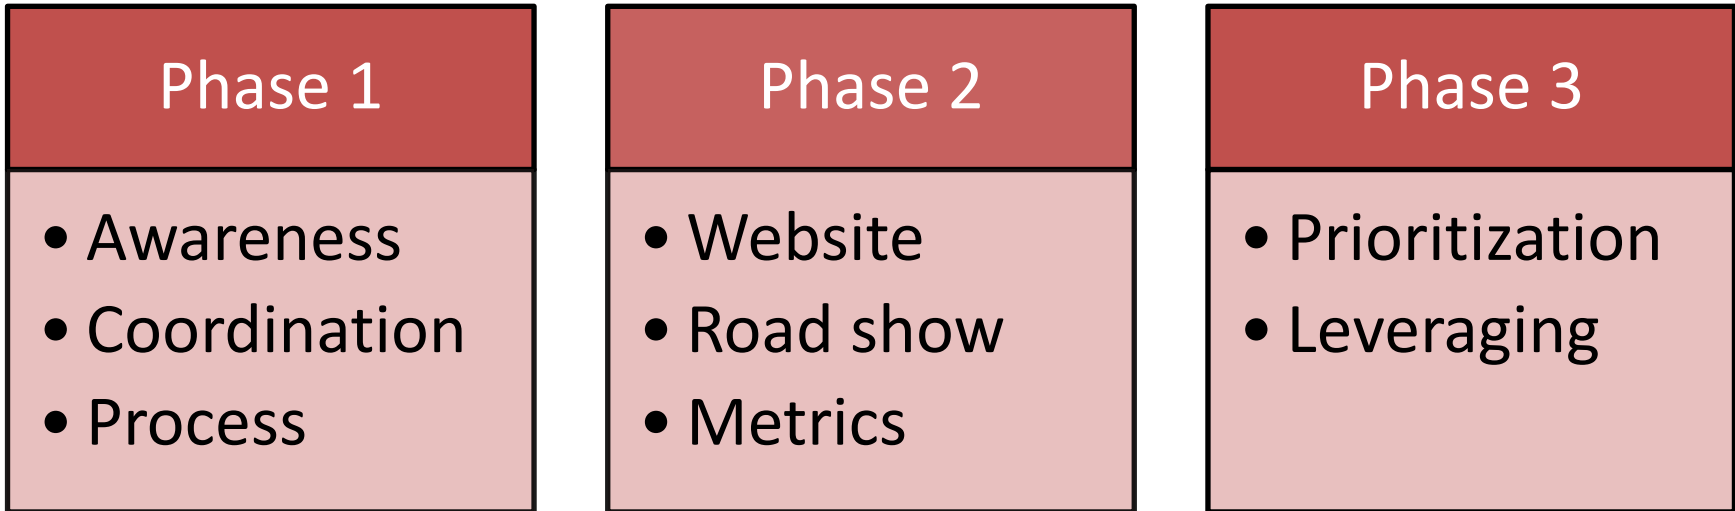 Phase 1
• Awareness
• Coordination
• Process
Phase 2
• Website
• Road show
• Metrics
Phase 3
• Prioritization
• Leveraging